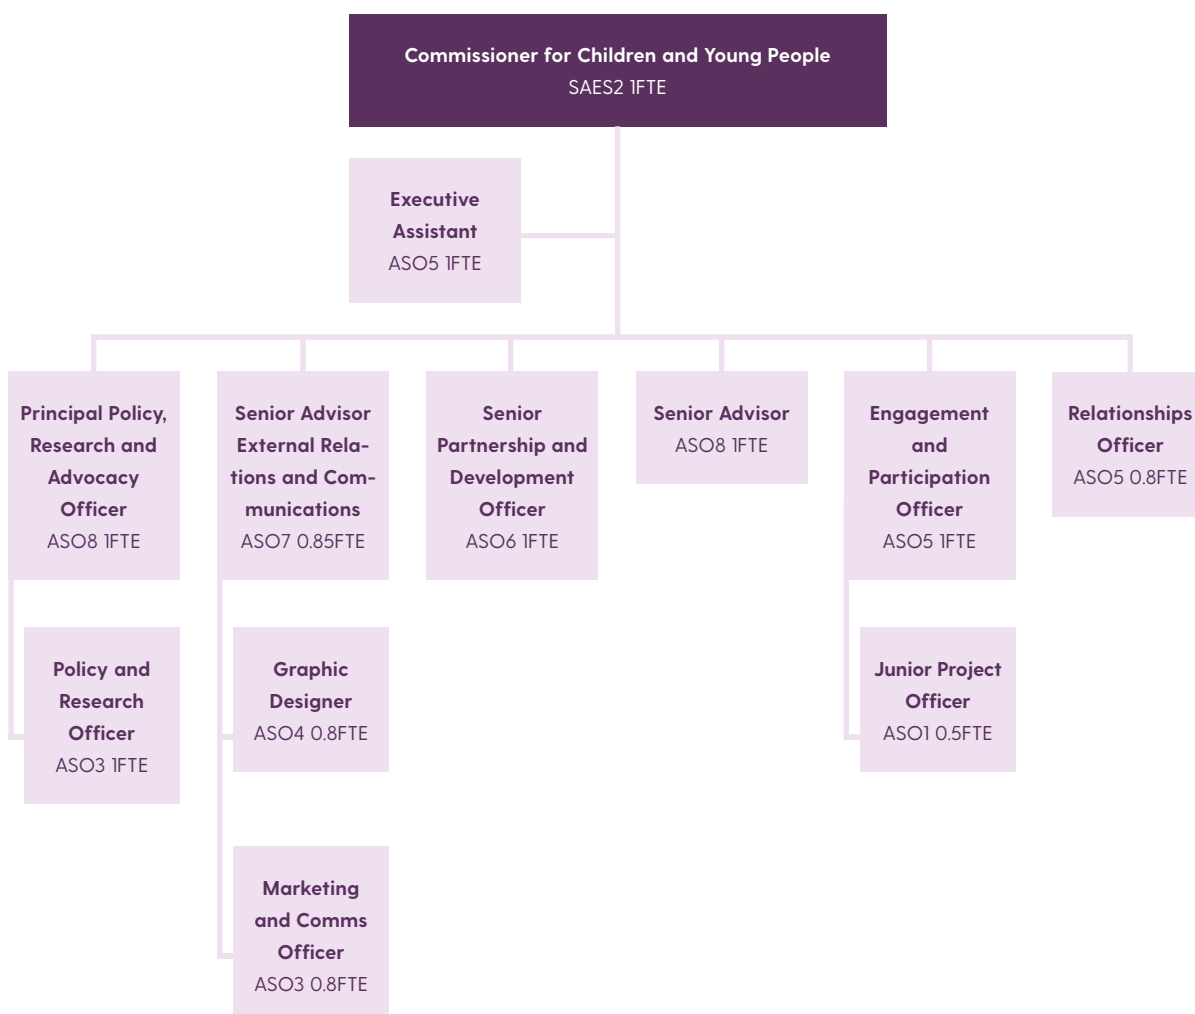 Commissioner for Children and Young People
SAES2 1FTE
Executive
Assistant
ASO5 1FTE
Principal Policy,
Research and
Advocacy
Officer
ASO8 1FTE
Senior Advisor
External Rela-
tions and Com-
munications
ASO7 0.85FTE
Senior
Partnership and
Development
Officer
ASO6 1FTE
Senior Advisor
ASO8 1FTE
Engagement
and
Participation
Officer
ASO5 1FTE
Relationships
Officer
ASO5 0.8FTE
Policy and
Research
Officer
ASO3 1FTE
Graphic
Designer
ASO4 0.8FTE
Junior Project
Officer
ASO1 0.5FTE
Marketing
and Comms
Officer
ASO3 0.8FTE